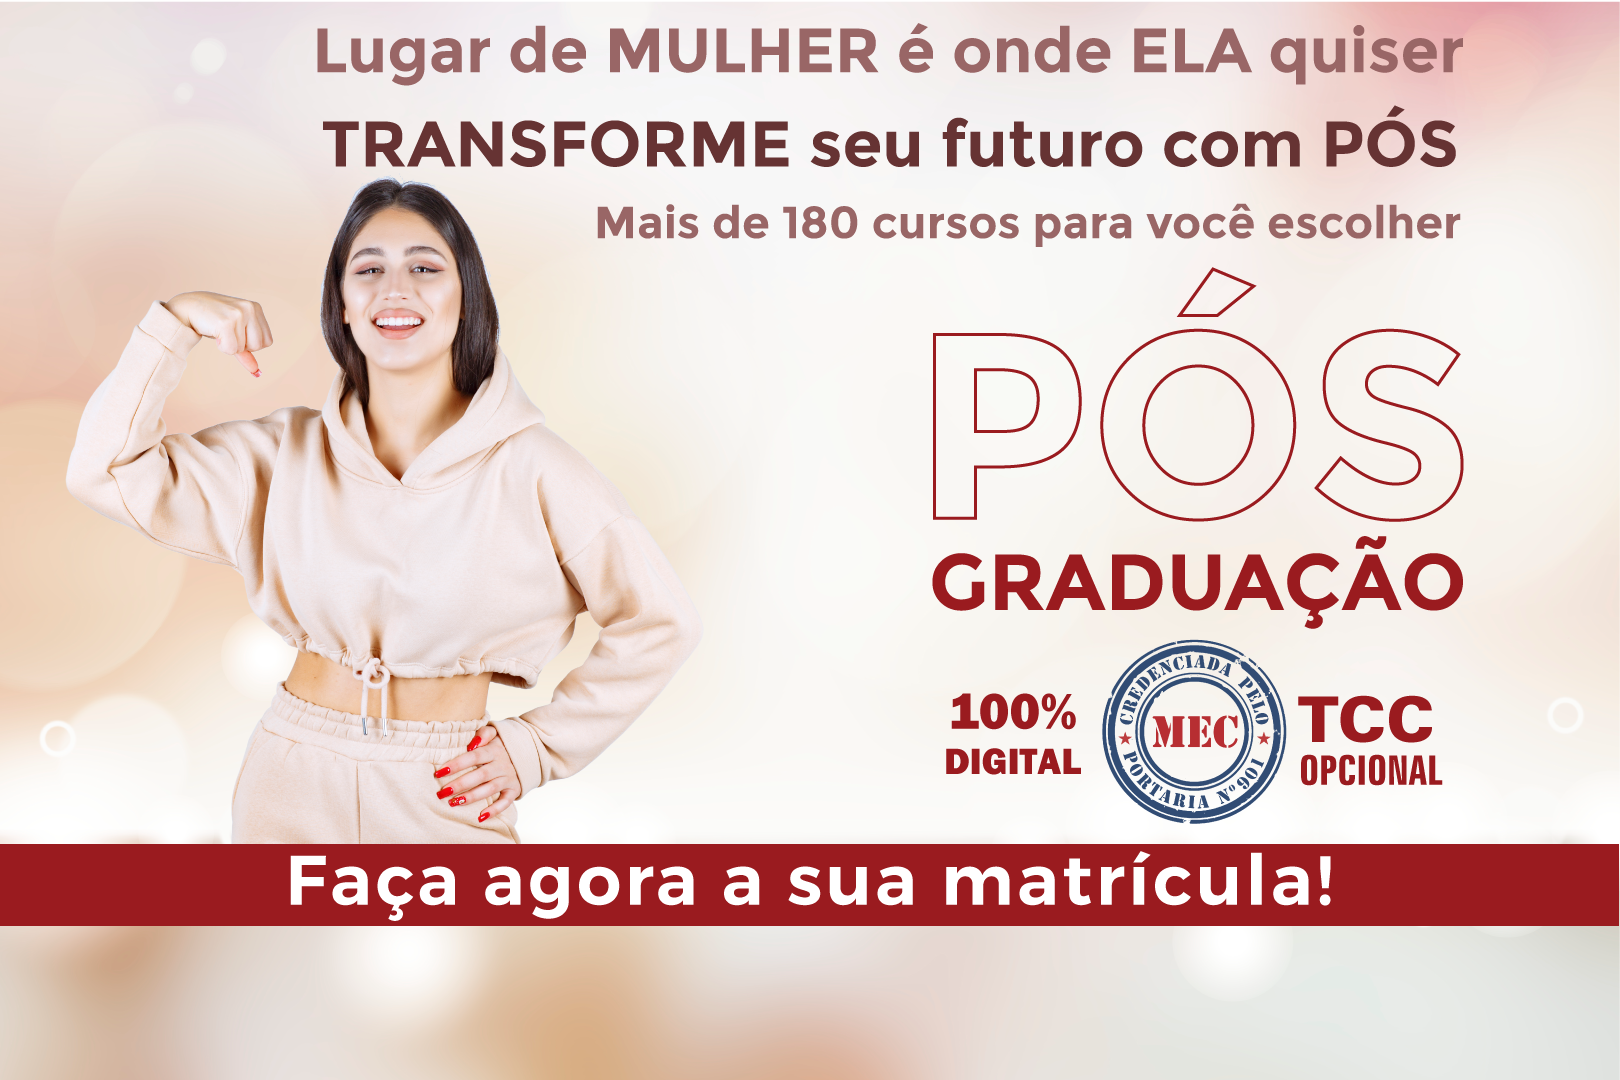 Lugar de MULHER é onde ELA quiser
TRANSFORME seu futuro com PÓS
Mais de 180 cursos para você escolher
PÓS
GRADUAÇÃO
100%
DIGITAL
CREDENCIADA PELO
MEC
PORTARIA Nº 901
TCC
OPCIONAL
Faça agora a sua matrícula!